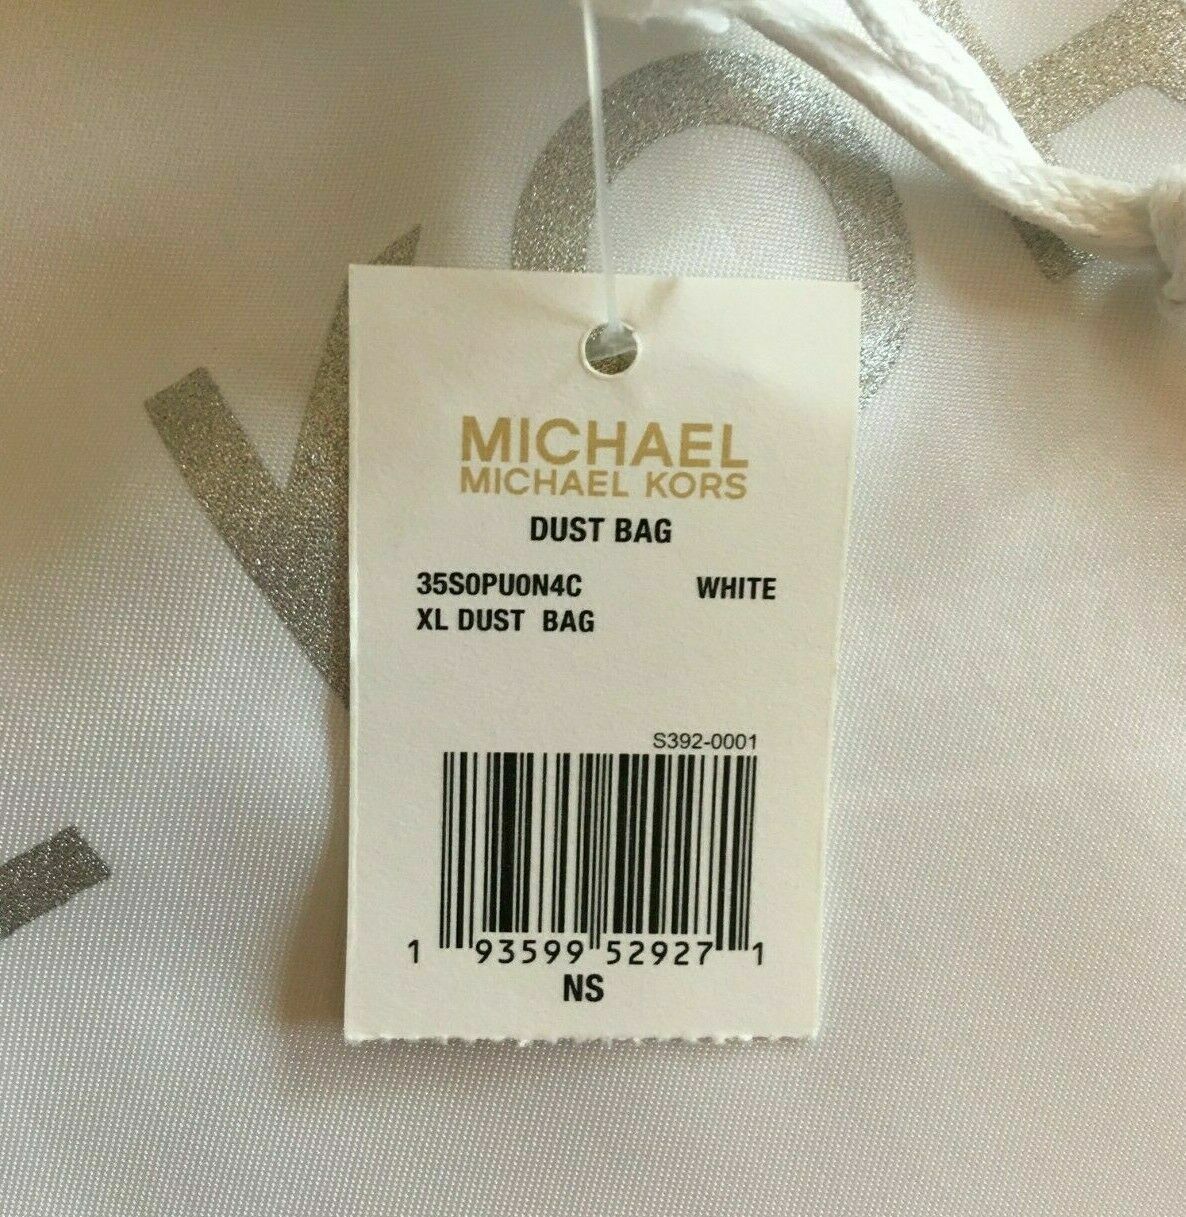 MICHAEL
MICHAEL KORS
DUST BAG
35S0PU0N4C WHITE
XL DUST BAG
S392-0001
1 93599 52927 1
NS